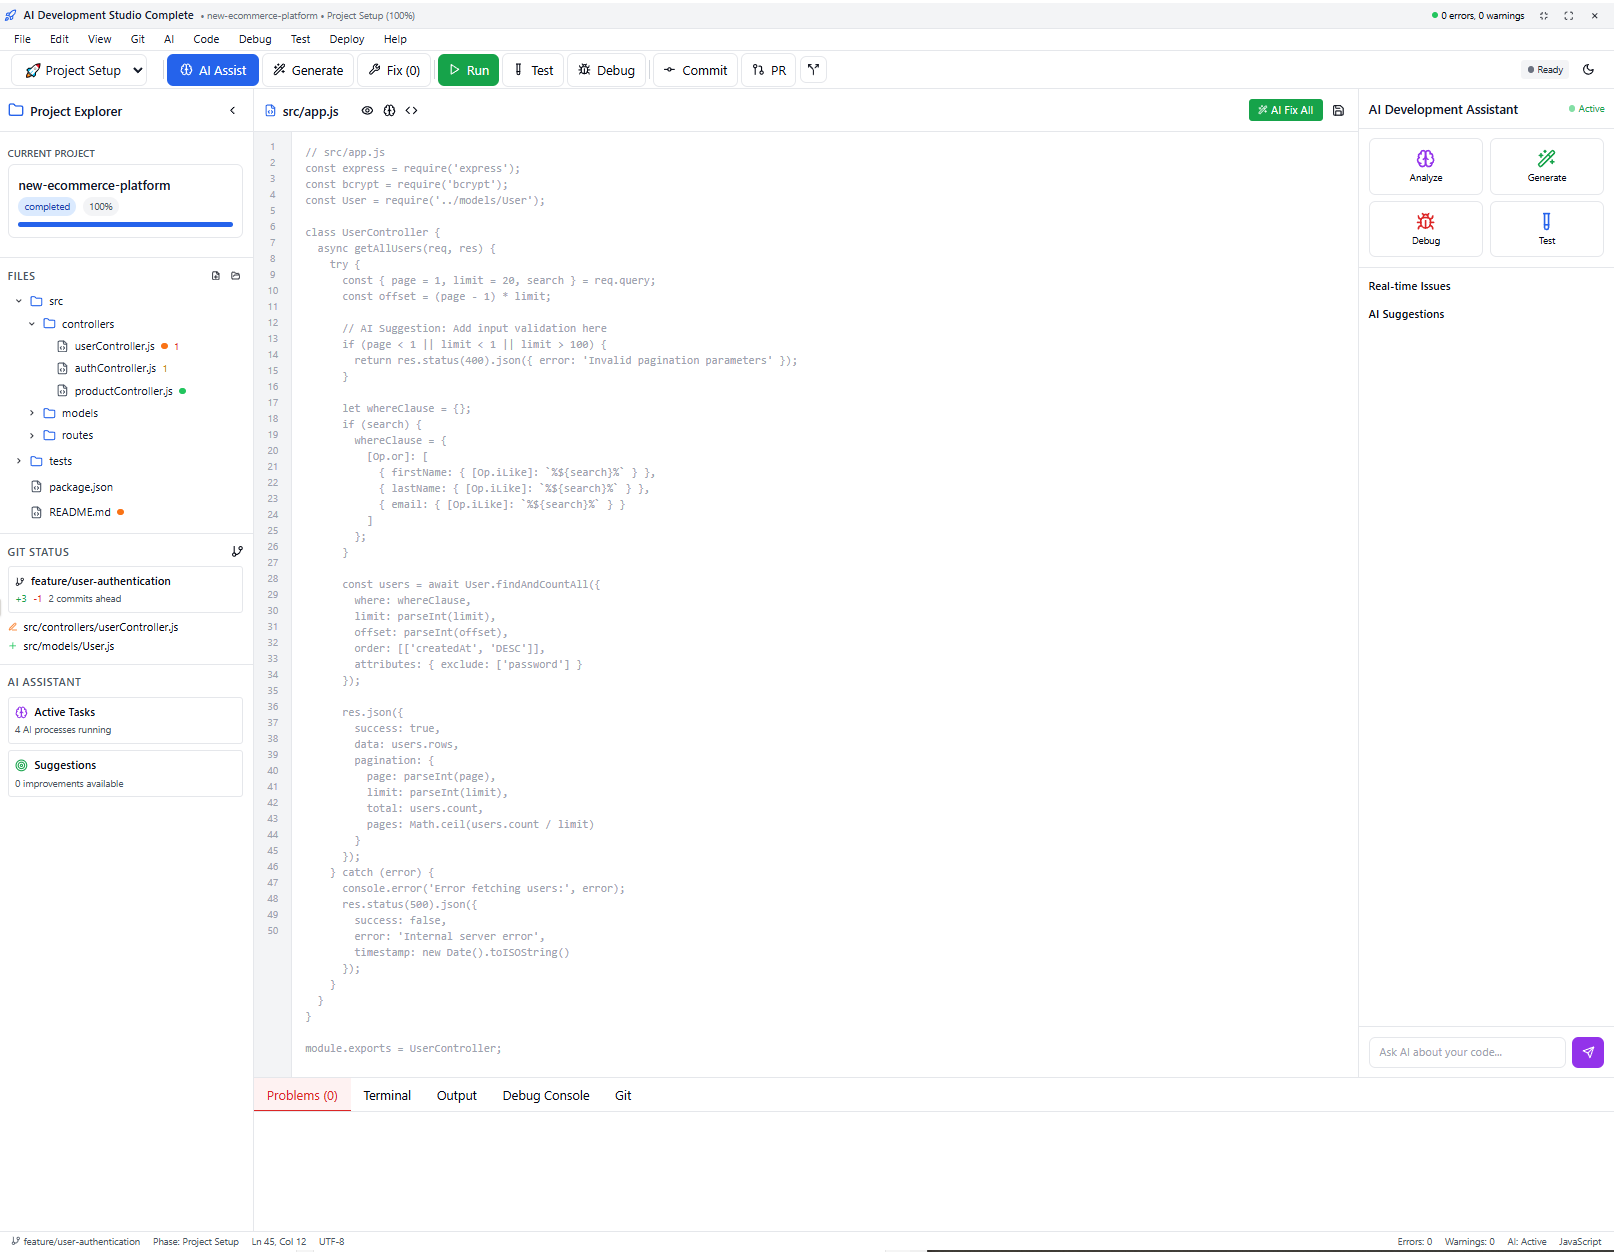 AI Development Studio Complete • new-ecommerce-platform • Project Setup (100%)
0 errors, 0 warnings
File Edit View Git AI Code Debug Test Deploy Help
Project Setup AI Assist Generate Fix (0) Run Test Debug Commit PR
Ready
Project Explorer
CURRENT PROJECT
new-ecommerce-platform
completed 100%
FILES
src
controllers
userController.js 1
authController.js 1
productController.js
models
routes
tests
package.json
README.md
GIT STATUS
feature/user-authentication
+3 -1 2 commits ahead
src/controllers/userController.js
+ src/models/User.js
AI ASSISTANT
Active Tasks
4 AI processes running
Suggestions
0 improvements available
src/app.js
AI Fix All
1
2
3
4
5
6
7
8
9
10
11
12
13
14
15
16
17
18
19
20
21
22
23
24
25
26
27
28
29
30
31
32
33
34
35
36
37
38
39
40
41
42
43
44
45
46
47
48
49
50
// src/app.js
const express = require('express');
const bcrypt = require('bcrypt');
const User = require('../models/User');
class UserController {
async getAllUsers(req, res) {
try {
const { page = 1, limit = 20, search } = req.query;
const offset = (page - 1) * limit;
// AI Suggestion: Add input validation here
if (page < 1 || limit < 1 || limit > 100) {
return res.status(400).json({ error: 'Invalid pagination parameters' });
}
let whereClause = {};
if (search) {
whereClause = {
[Op.or]: [
{ firstName: { [Op.iLike]: `%${search}%` } },
{ lastName: { [Op.iLike]: `%${search}%` } },
{ email: { [Op.iLike]: `%${search}%` } }
]
};
}
const users = await User.findAndCountAll({
where: whereClause,
limit: parseInt(limit),
offset: parseInt(offset),
order: [['createdAt', 'DESC']],
attributes: { exclude: ['password'] }
});
res.json({
success: true,
data: users.rows,
pagination: {
page: parseInt(page),
limit: parseInt(limit),
total: users.count,
pages: Math.ceil(users.count / limit)
}
});
} catch (error) {
console.error('Error fetching users:', error);
res.status(500).json({
success: false,
error: 'Internal server error',
timestamp: new Date().toISOString()
});
}
}
}
module.exports = UserController;
AI Development Assistant Active
Analyze Generate
Debug Test
Real-time Issues
AI Suggestions
Ask AI about your code...
Problems (0) Terminal Output Debug Console Git
feature/user-authentication Phase: Project Setup Ln 45, Col 12 UTF-8
Errors: 0 Warnings: 0 AI: Active JavaScript